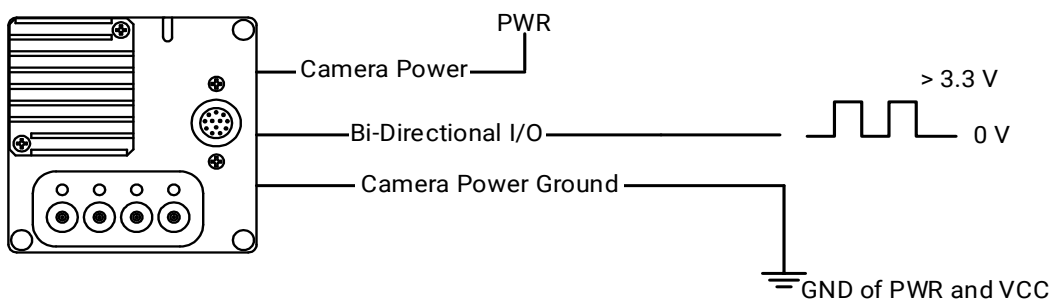 PWR
Camera Power
> 3.3 V
Bi-Directional I/O
0 V
Camera Power Ground
GND of PWR and VCC